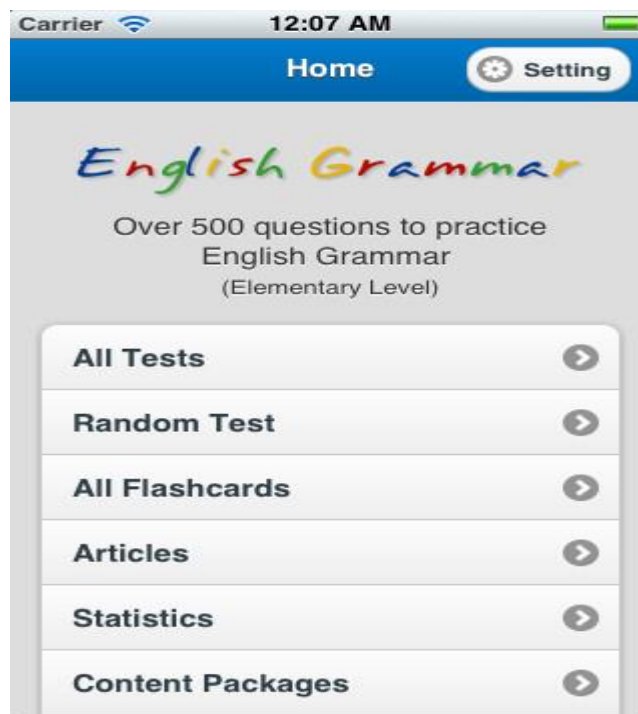 Carrier 12:07 AM
Home Setting
English Grammar
Over 500 questions to practice
English Grammar
(Elementary Level)
All Tests
Random Test
All Flashcards
Articles
Statistics
Content Packages